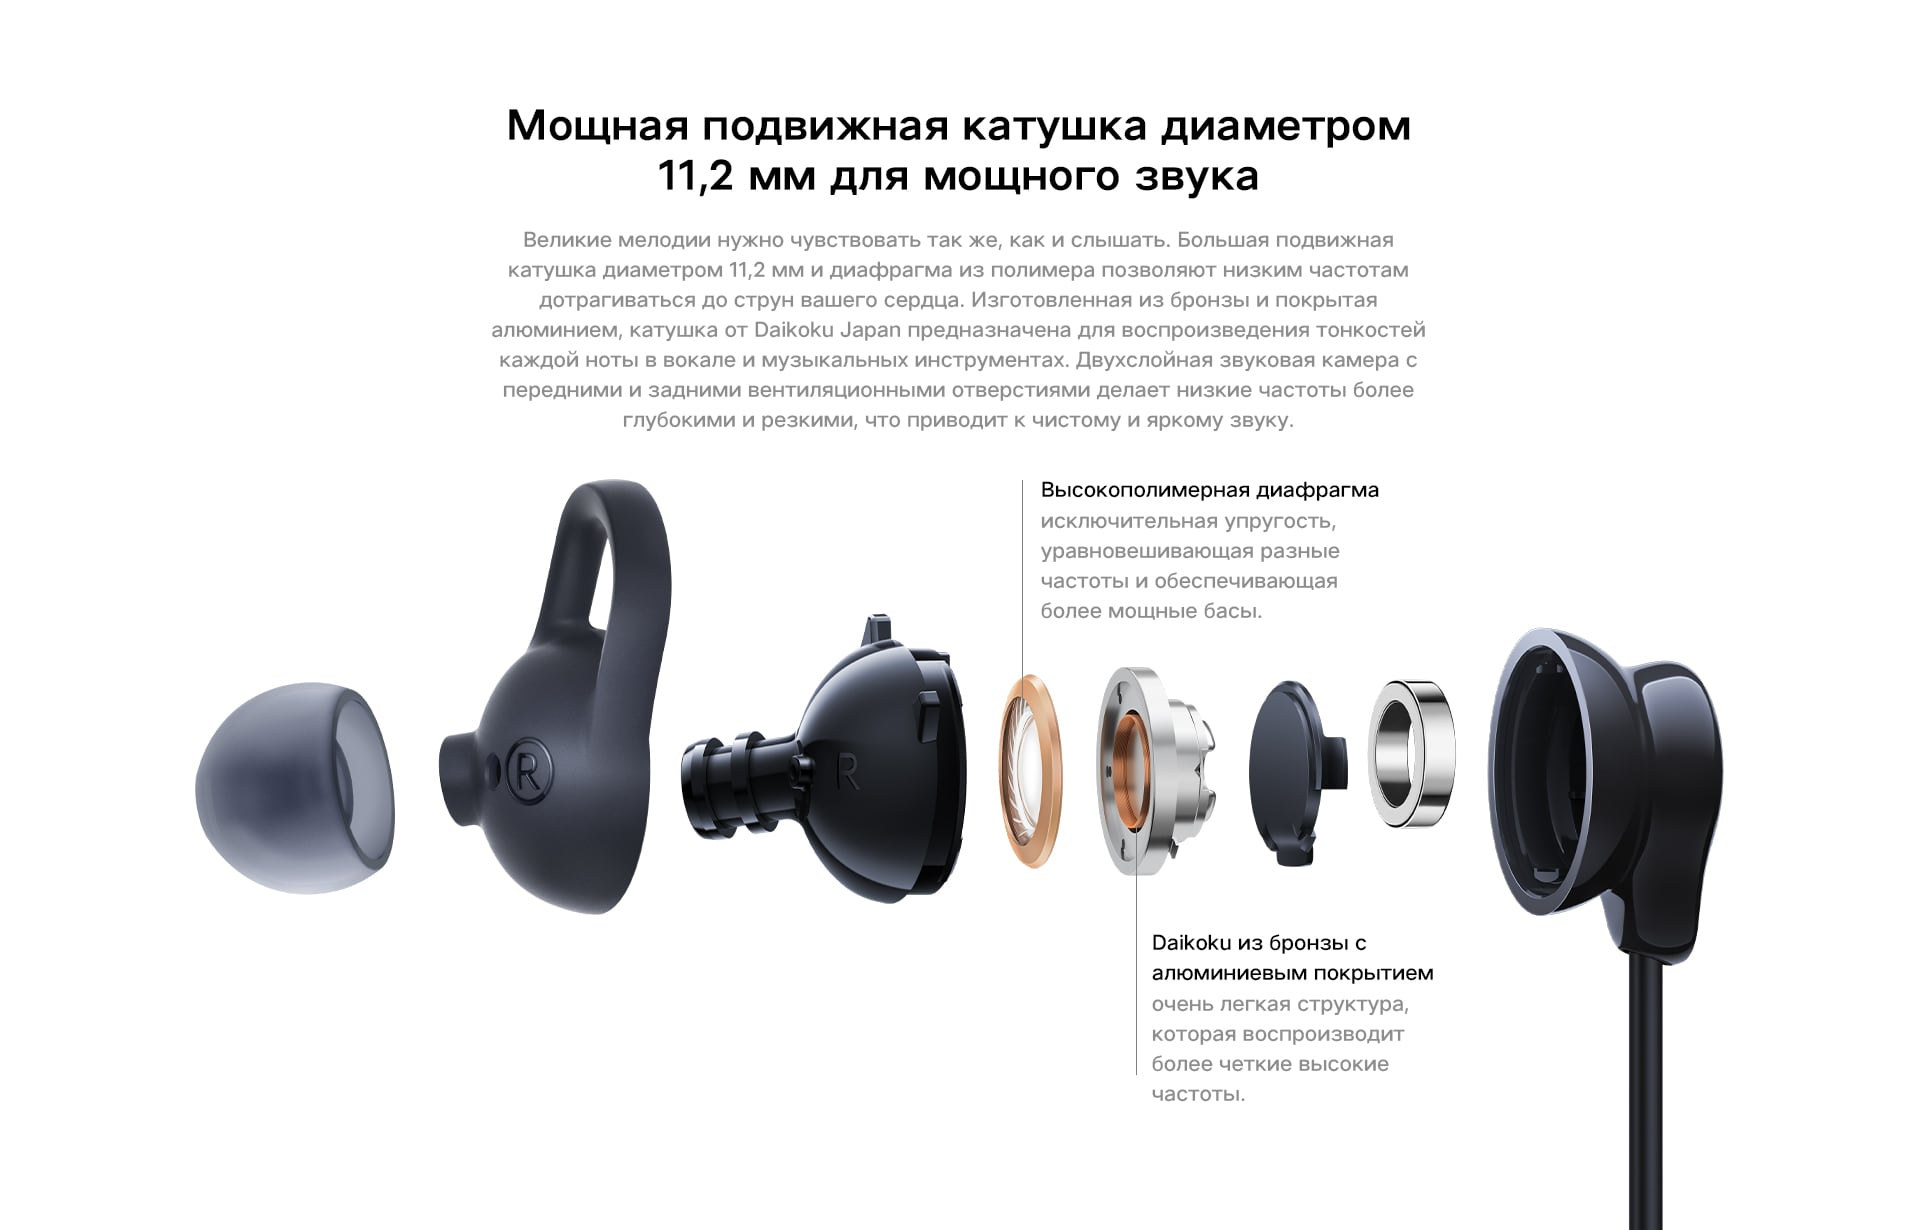 Мощная подвижная катушка диаметром
11,2 мм для мощного звука
Великие мелодии нужно чувствовать так же, как и слышать. Большая подвижная
катушка диаметром 11,2 мм и диафрагма из полимера позволяют низким частотам
дотрагиваться до струн вашего сердца. Изготовленная из бронзы и покрытая
алюминием, катушка от Daikoku Japan предназначена для воспроизведения тонкостей
каждой ноты в вокале и музыкальных инструментах. Двухслойная звуковая камера с
передними и задними вентиляционными отверстиями делает низкие частоты более
глубокими и резкими, что приводит к чистому и яркому звуку.
Высокополимерная диафрагма
исключительная упругость,
уравновешивающая разные
частоты и обеспечивающая
более мощные басы.
R
R
Daikoku из бронзы с
алюминиевым покрытием
очень легкая структура,
которая воспроизводит
более четкие высокие
частоты.